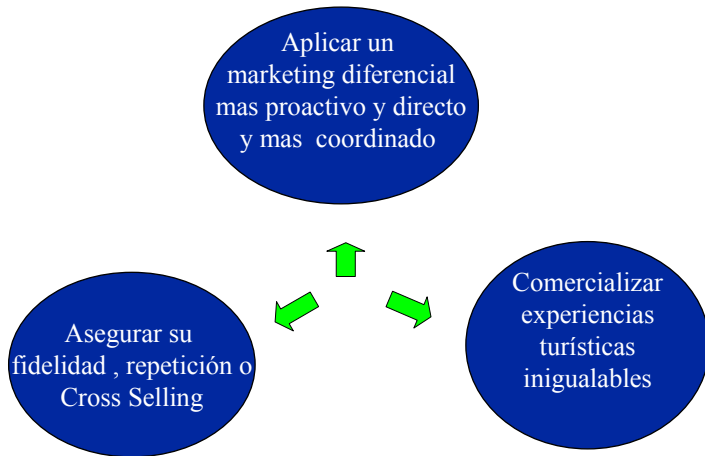 Aplicar un
marketing diferencial
mas proactivo y directo
y mas coordinado
Asegurar su
fidelidad , repetición o
Cross Selling
Comercializar
experiencias
turísticas
inigualables